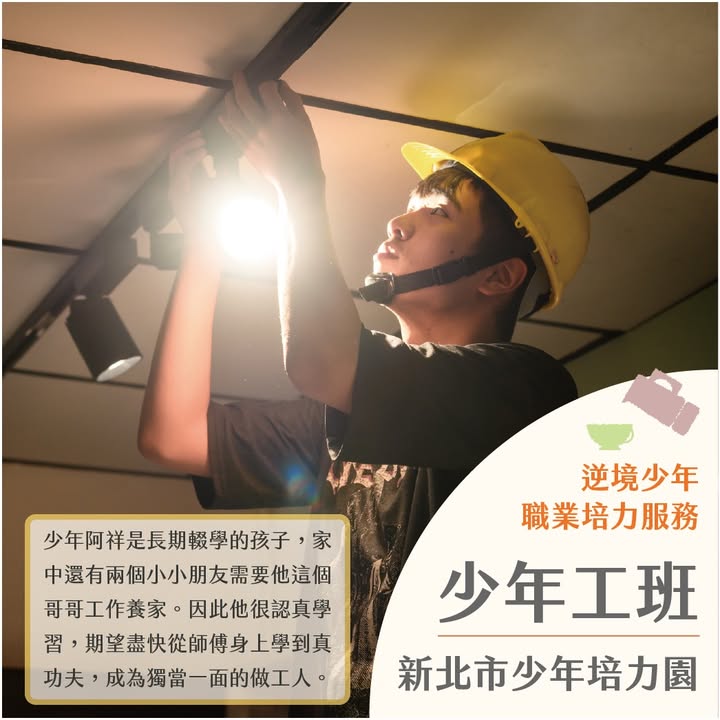 逆境少年
職業培力服務
少年工班
新北市少年培力園
少年阿祥是長期輟學的孩子，家
中還有兩個小小朋友需要他這個
哥哥工作養家。因此他很認真學
習，期望盡快從師傅身上學到真
功夫，成為獨當一面的做工人。